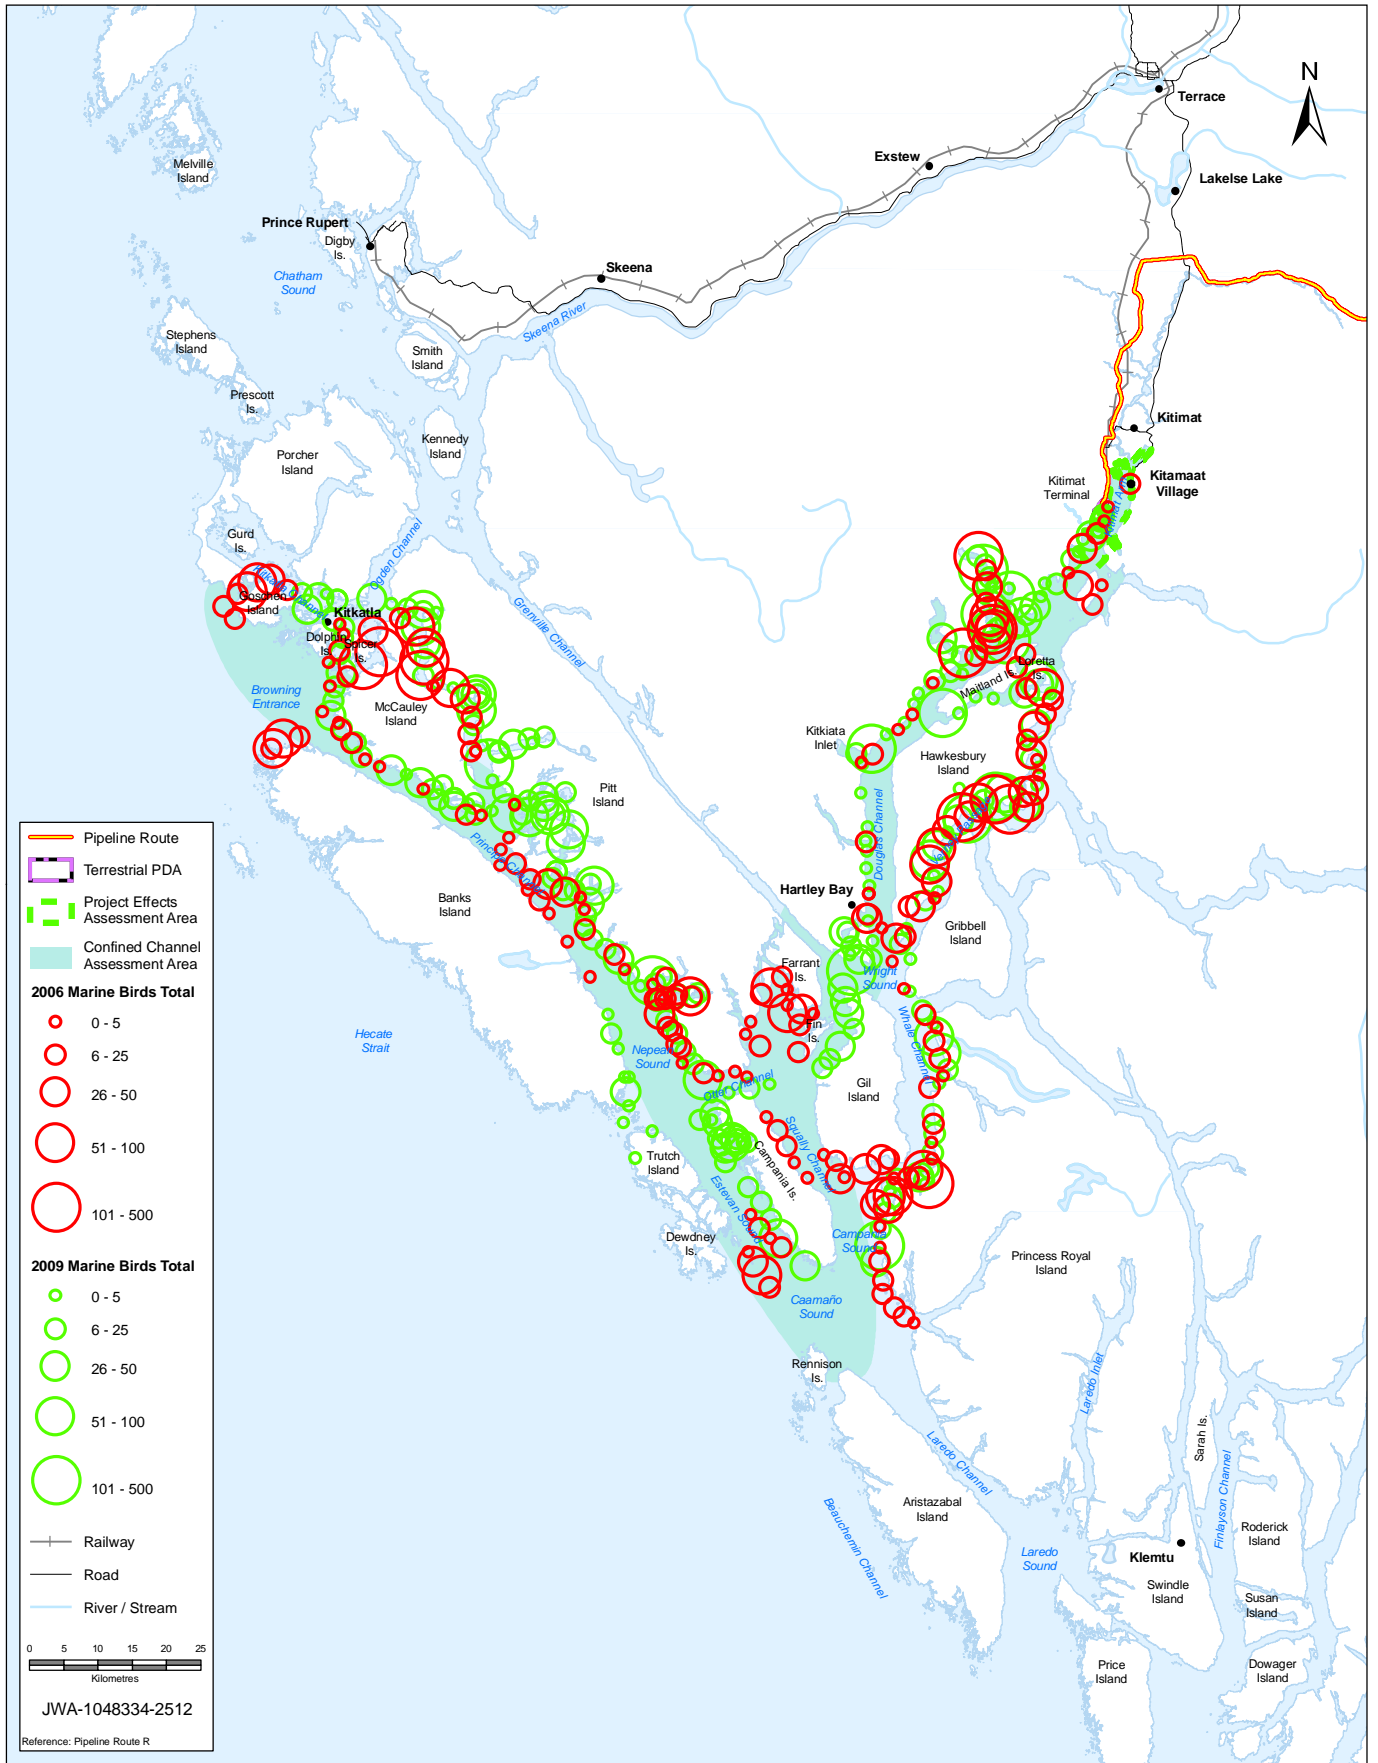 N
Terrace
Exstew
Lakelse Lake
Melville
Island
Prince Rupert
Digby
Is.
Skeena
Chatham
Sound
Skeena River
Stephens
Island
Smith
Island
Prescott
Is.
Kitimat
Kennedy
Island
Porcher
Island
Kitimat
Terminal
Kitamaat
Village
Kitimat Arm
Gurd
Is.
Ogden Channel
Kitkatla Channel
Goschen
Island
Kitkatla
Grenville Channel
Dolphin
Is.
Spicer
Is.
Loretta
Is.
Maitland Is.
Browning
Entrance
McCauley
Island
Kitkiata
Inlet
Hawkesbury
Island
Pitt
Island
Douglas Channel
Principe Channel
Banks
Island
Hartley Bay
Gribbell
Island
Farrant
Is.
Wright
Sound
Whale Channel
Fin
Is.
Hecate
Strait
Nepean
Sound
Otter Channel
Gil
Island
Squally Channel
Campania Is.
Trutch
Island
Estevan Sound
Dewdney
Is.
Campania
Sound
Princess Royal
Island
Caamaño
Sound
Rennison
Is.
Laredo Inlet
Sarah Is.
Laredo Channel
Finlayson Channel
Beauchemin Channel
Aristazabal
Island
Roderick
Island
Laredo
Sound
Klemtu
Swindle
Island
Susan
Island
Price
Island
Dowager
Island
Pipeline Route
Terrestrial PDA
Project Effects
Assessment Area
Confined Channel
Assessment Area
2006 Marine Birds Total
0 - 5
6 - 25
26 - 50
51 - 100
101 - 500
2009 Marine Birds Total
0 - 5
6 - 25
26 - 50
51 - 100
101 - 500
Railway
Road
River / Stream
0 5 10 15 20 25
Kilometres
JWA-1048334-2512
Reference: Pipeline Route R